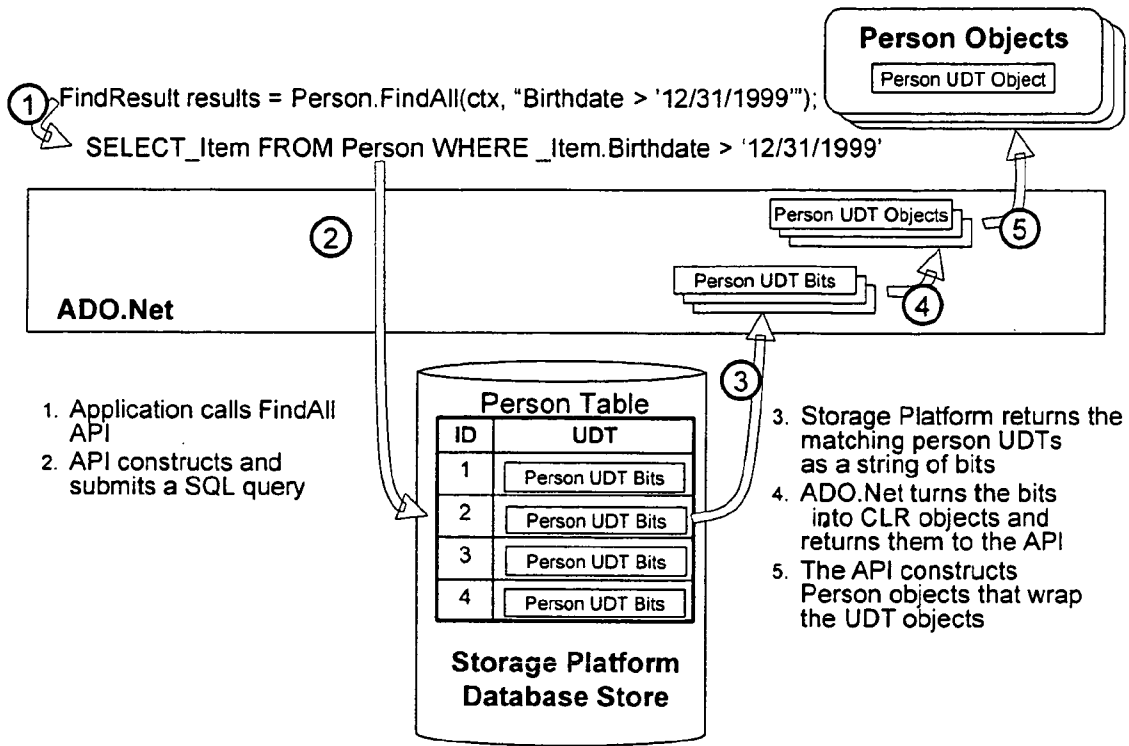 Person Objects
Person UDT Object
1 FindResult results = Person.FindAll(ctx, "Birthdate > '12/31/1999'");
SELECT_Item FROM Person WHERE _Item.Birthdate > '12/31/1999'
2
Person UDT Objects
5
Person UDT Bits
4
ADO.Net
3
Person Table
ID UDT
1 Person UDT Bits
2 Person UDT Bits
3 Person UDT Bits
4 Person UDT Bits
Storage Platform
Database Store
1. Application calls FindAll
API
2. API constructs and
submits a SQL query
3. Storage Platform returns the
matching person UDTs
as a string of bits
4. ADO.Net turns the bits
into CLR objects and
returns them to the API
5. The API constructs
Person objects that wrap
the UDT objects